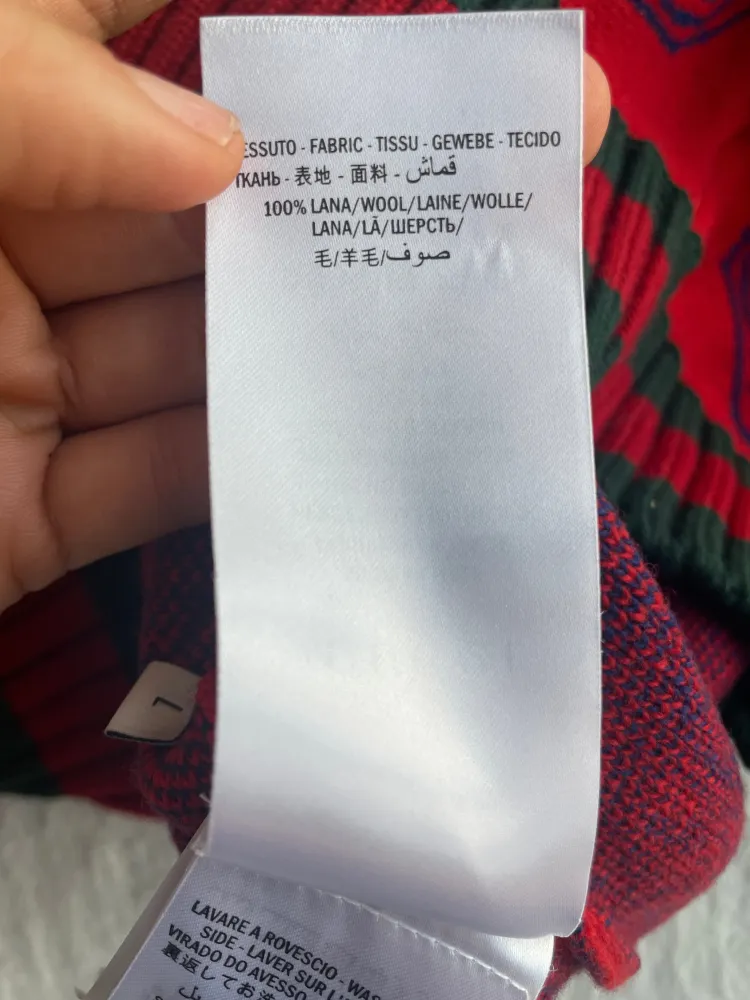 ESSUTO - FABRIC - TISSU - GEWEBE - TECIDO
ТКАНЬ - 表地 - 面料 - قماش
100% LANA/WOOL/LAINE/WOLLE/
LANA/LÃ/ШЕРСТЬ/
毛/羊毛/صوف
L
LAVARE A ROVESCIO - WAS
SIDE - LAVER SUR L
VIRADO DO AVESSO
裏返してお洗